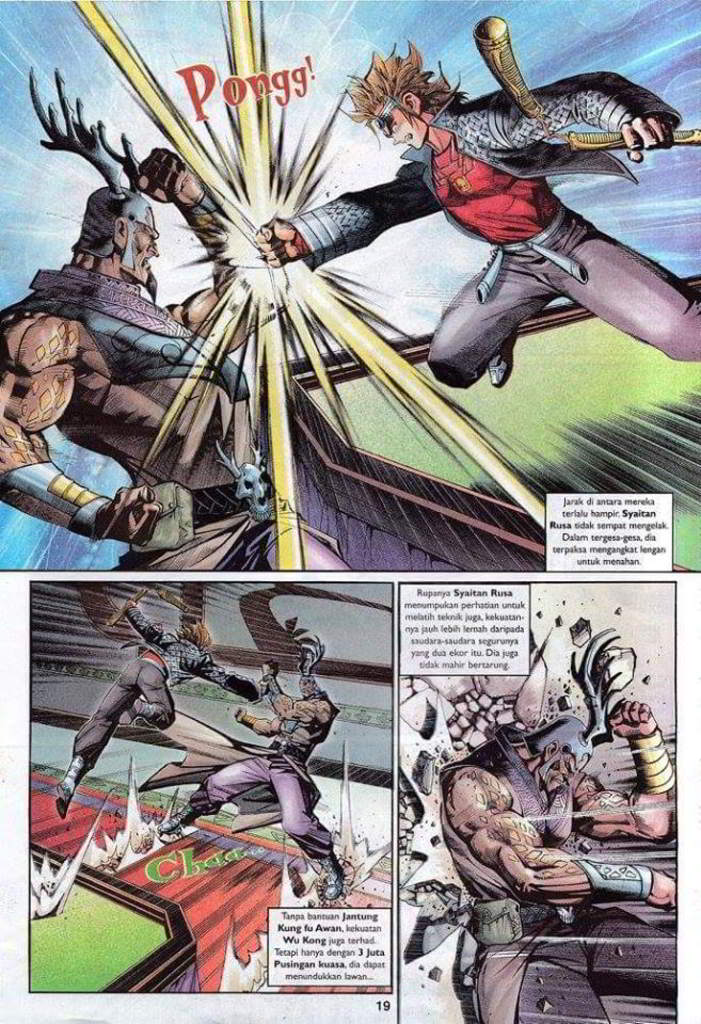 Pongg!
Jarak di antara mereka
terlalu hampir. Syaitan
Rusa tidak sempat mengelak.
Dalam tergesa-gesa, dia
terpaksa mengangkat lengan
untuk menahan.
Rupanya Syaitan Rusa
menumpukan perhatian untuk
melatih teknik juga, kekuatan-
nya jauh lebih lemah daripada
saudara-saudara segurunya
yang dua ekor itu. Dia juga
tidak mahir bertarung.
Tanpa bantuan Jantung
Kung fu Awan, kekuatan
Wu Kong juga terhad.
Tetapi hanya dengan 3 Juta
Pusingan kuasa, dia dapat
menundukkan lawan...
19